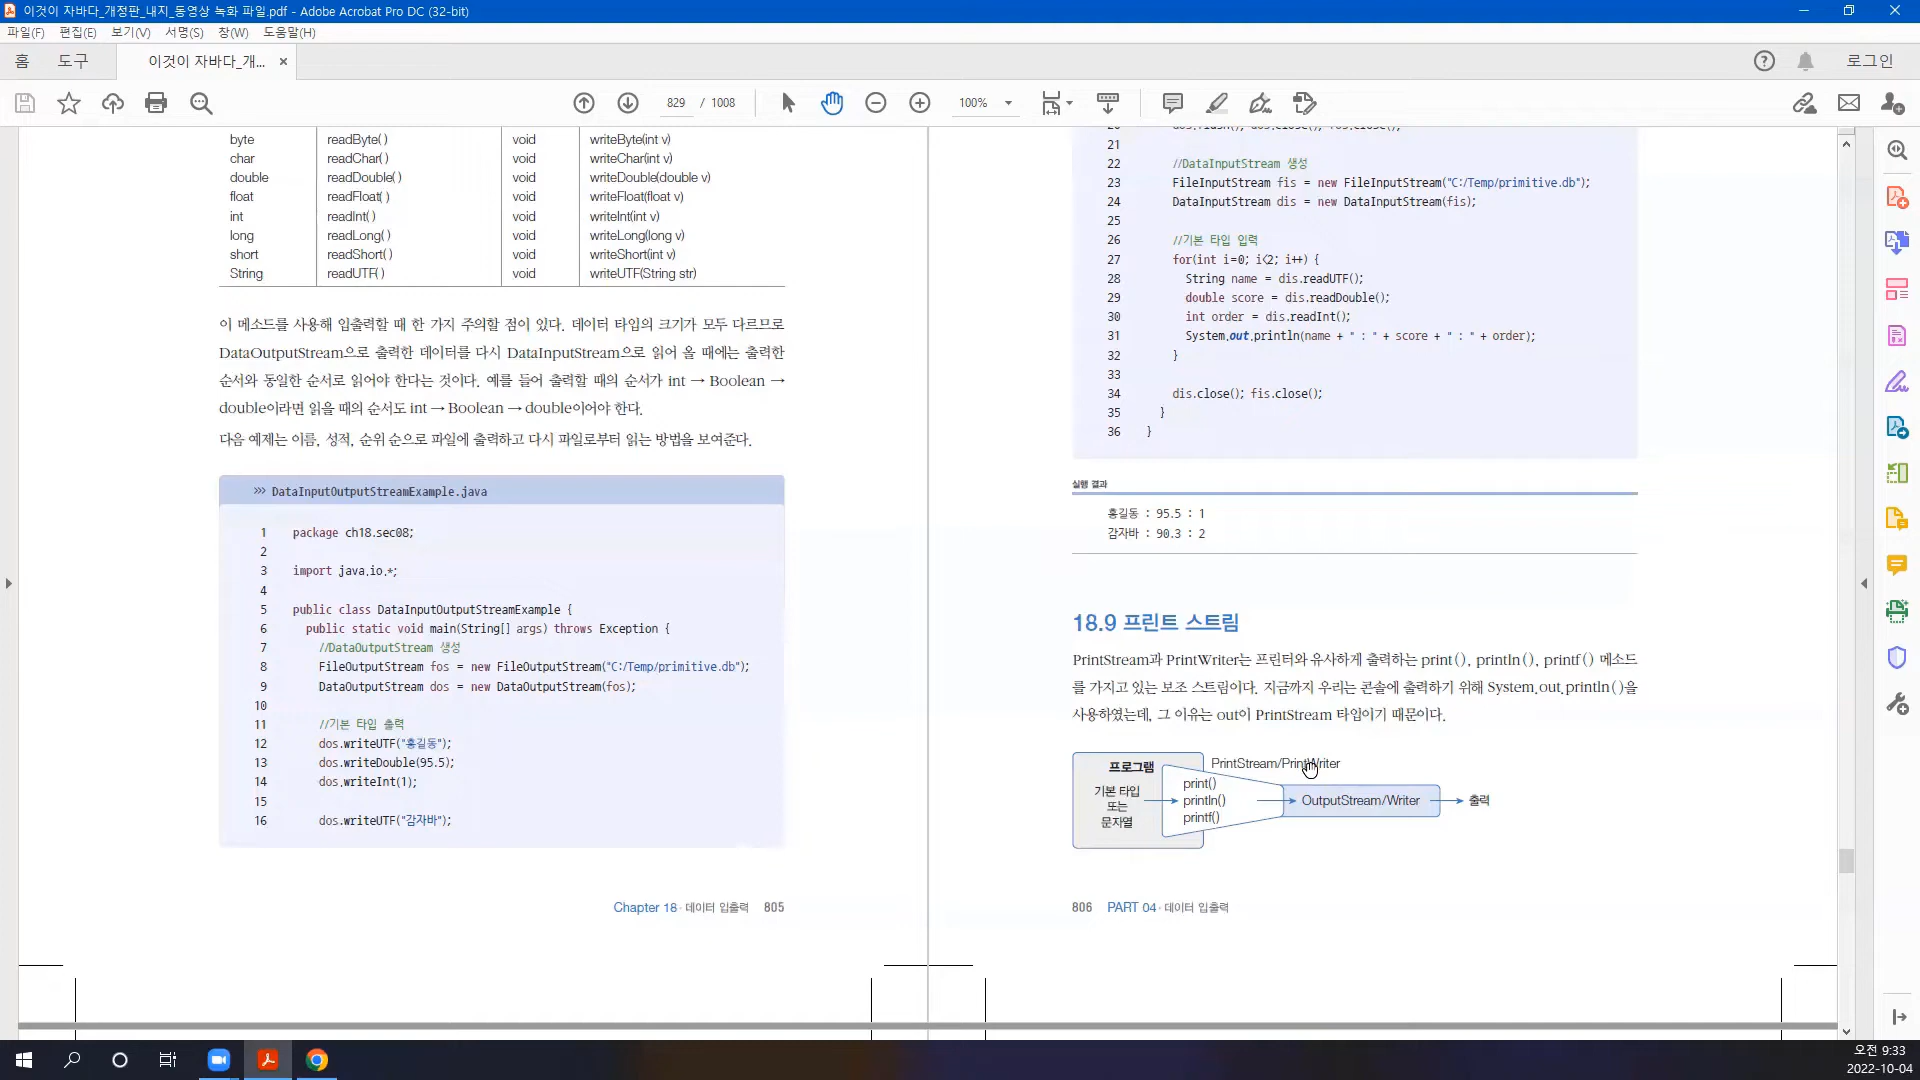 이것이 자바다_개정판_내지_동영상 녹화 파일.pdf - Adobe Acrobat Pro DC (32-bit)
파일(F) 편집(E) 보기(V) 서명(S) 창(W) 도움말(H)
홈 도구 이것이 자바다_개... × 로그인
829 / 1008 100%
byte readByte( ) void writeByte(int v)
char readChar( ) void writeChar(int v)
double readDouble( ) void writeDouble(double v)
float readFloat( ) void writeFloat(float v)
int readInt( ) void writeInt(int v)
long readLong( ) void writeLong(long v)
short readShort( ) void writeShort(int v)
String readUTF( ) void writeUTF(String str)
이 메소드를 사용해 입출력할 때 한 가지 주의할 점이 있다. 데이터 타입의 크기가 모두 다르므로
DataOutputStream으로 출력한 데이터를 다시 DataInputStream으로 읽어 올 때에는 출력한
순서와 동일한 순서로 읽어야 한다는 것이다. 예를 들어 출력할 때의 순서가 int → Boolean →
double이라면 읽을 때의 순서도 int → Boolean → double이어야 한다.
다음 예제는 이름, 성적, 순위 순으로 파일에 출력하고 다시 파일로부터 읽는 방법을 보여준다.
>>> DataInputOutputStreamExample.java
1 package ch18.sec08;
2
3 import java.io.*;
4
5 public class DataInputOutputStreamExample {
6 public static void main(String[] args) throws Exception {
7 //DataOutputStream 생성
8 FileOutputStream fos = new FileOutputStream("C:/Temp/primitive.db");
9 DataOutputStream dos = new DataOutputStream(fos);
10
11 //기본 타입 출력
12 dos.writeUTF("홍길동");
13 dos.writeDouble(95.5);
14 dos.writeInt(1);
15
16 dos.writeUTF("감자바");
Chapter 18 · 데이터 입출력 805
20 dos.flush(); dos.close(); fos.close();
21
22 //DataInputStream 생성
23 FileInputStream fis = new FileInputStream("C:/Temp/primitive.db");
24 DataInputStream dis = new DataInputStream(fis);
25
26 //기본 타입 입력
27 for(int i=0; i<2; i++) {
28 String name = dis.readUTF();
29 double score = dis.readDouble();
30 int order = dis.readInt();
31 System.out.println(name + " : " + score + " : " + order);
32 }
33
34 dis.close(); fis.close();
35 }
36 }
실행 결과
홍길동 : 95.5 : 1
감자바 : 90.3 : 2
18.9 프린트 스트림
PrintStream과 PrintWriter는 프린터와 유사하게 출력하는 print( ), println( ), printf( ) 메소드
를 가지고 있는 보조 스트림이다. 지금까지 우리는 콘솔에 출력하기 위해 System.out.println( )을
사용하였는데, 그 이유는 out이 PrintStream 타입이기 때문이다.
프로그램
기본 타입
또는
문자열
PrintStream/PrintWriter
print()
println()
printf()
OutputStream/Writer
출력
806 PART 04 · 데이터 입출력
오전 9:33
2022-10-04